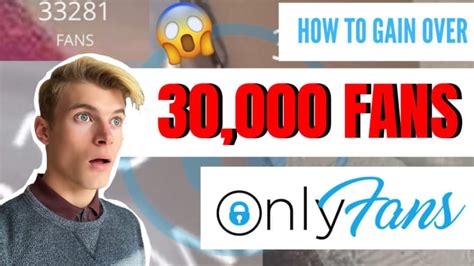 33281
FANS
HOW TO GAIN OVER
30,000 FANS
OnlyFans